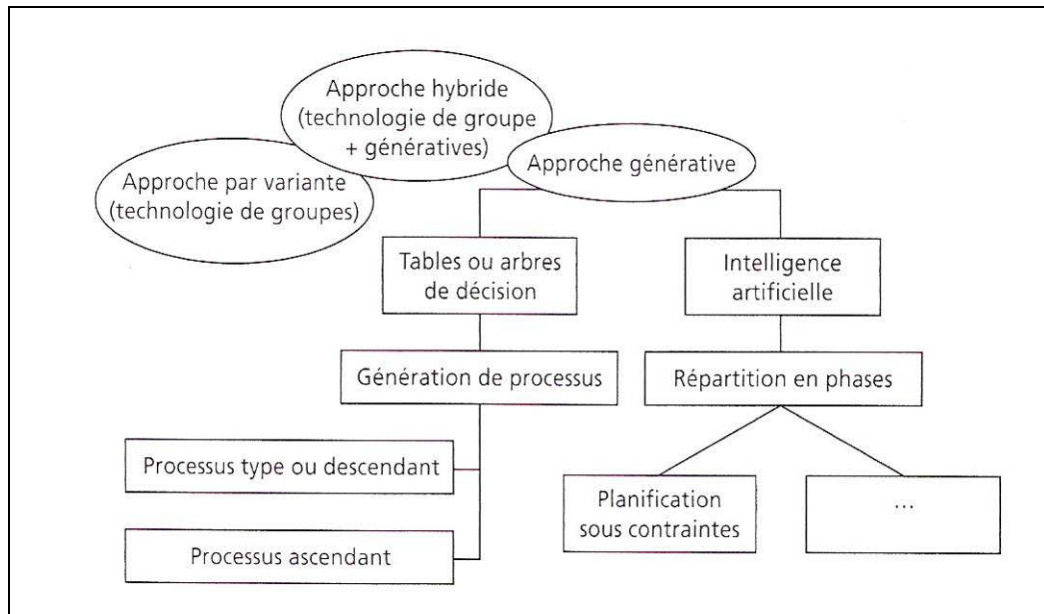 Approche hybride
(technologie de groupe
+ génératives)
Approche générative
Approche par variante
(technologie de groupes)
Tables ou arbres
de décision
Intelligence
artificielle
Génération de processus
Répartition en phases
Processus type ou descendant
Planification
sous contraintes
...
Processus ascendant